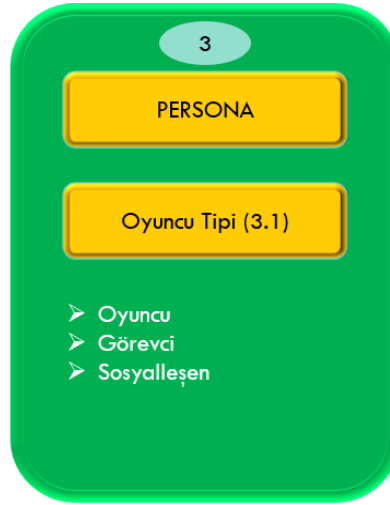 3
PERSONA
Oyuncu Tipi (3.1)
➢ Oyuncu
➢ Görevci
➢ Sosyalleşen